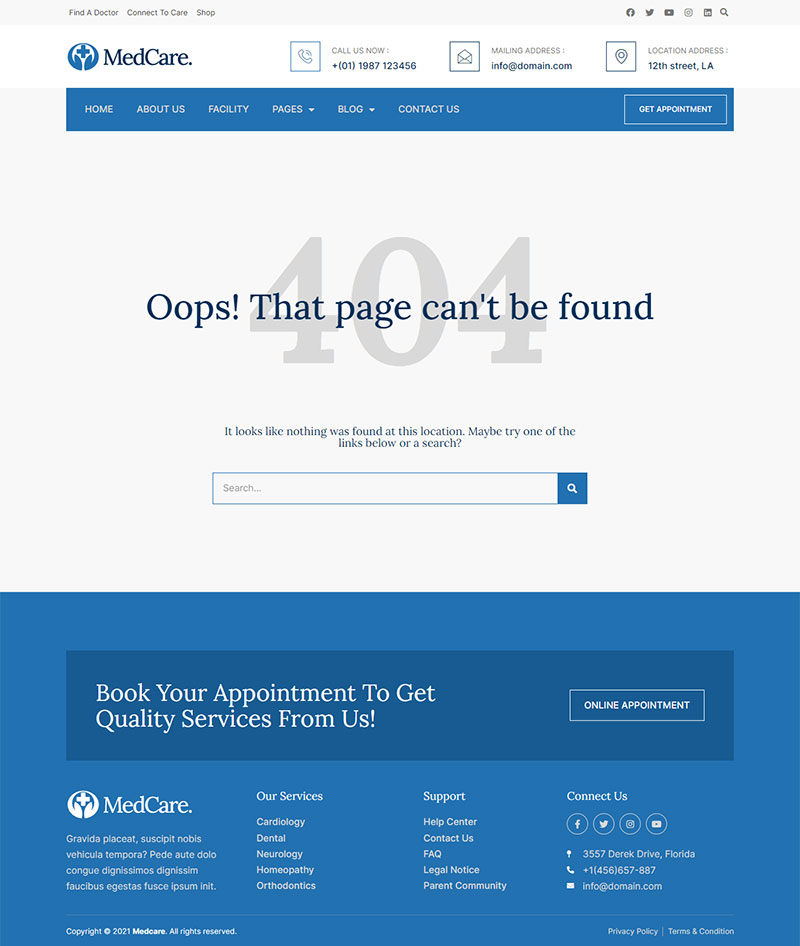 Find A Doctor Connect To Care Shop
MedCare.
CALL US NOW :
+(01) 1987 123456
MAILING ADDRESS :
info@domain.com
LOCATION ADDRESS :
12th street, LA
HOME ABOUT US FACILITY PAGES BLOG CONTACT US GET APPOINTMENT
404
Oops! That page can't be found
It looks like nothing was found at this location. Maybe try one of the
links below or a search?
Search...
Book Your Appointment To Get
Quality Services From Us!
ONLINE APPOINTMENT
MedCare.
Gravida placeat, suscipit nobis
vehicula tempora? Pede aute dolo
congue dignissimos dignissim
faucibus egestas fusce ipsum init.
Our Services
Cardiology
Dental
Neurology
Homeopathy
Orthodontics
Support
Help Center
Contact Us
FAQ
Legal Notice
Parent Community
Connect Us
3557 Derek Drive, Florida
+1(456)657-887
info@domain.com
Copyright © 2021 Medcare. All rights reserved.
Privacy Policy | Terms & Condition